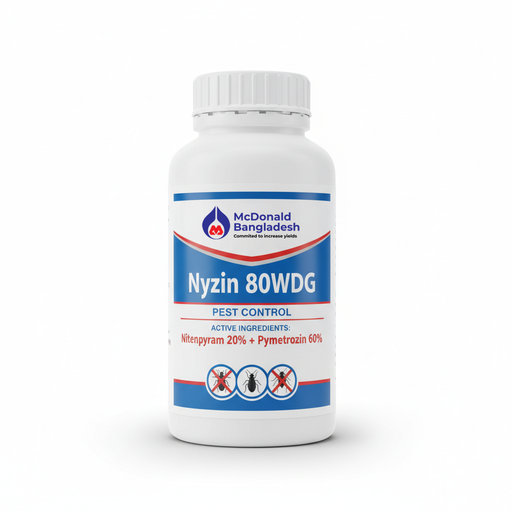 McDonald
Bangladesh
Commited to increase yields
Nyzin 80WDG
PEST CONTROL
ACTIVE INGREDIENTS:
Nitenpyram 20% + Pymetrozin 60%